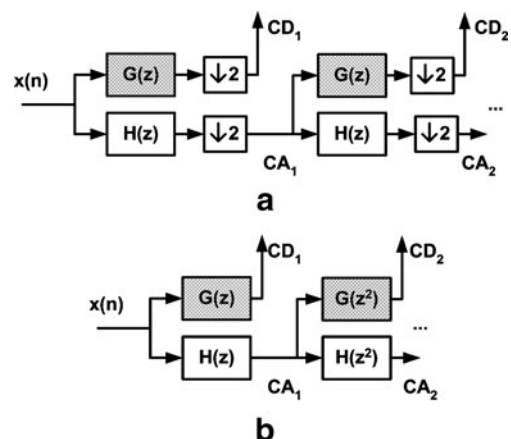 CD₁
CD₂
x(n)
G(z)
↓2
G(z)
↓2
...
H(z)
↓2
H(z)
↓2
CA₁
CA₂
a
CD₁
CD₂
x(n)
G(z)
G(z²)
...
H(z)
H(z²)
CA₁
CA₂
b